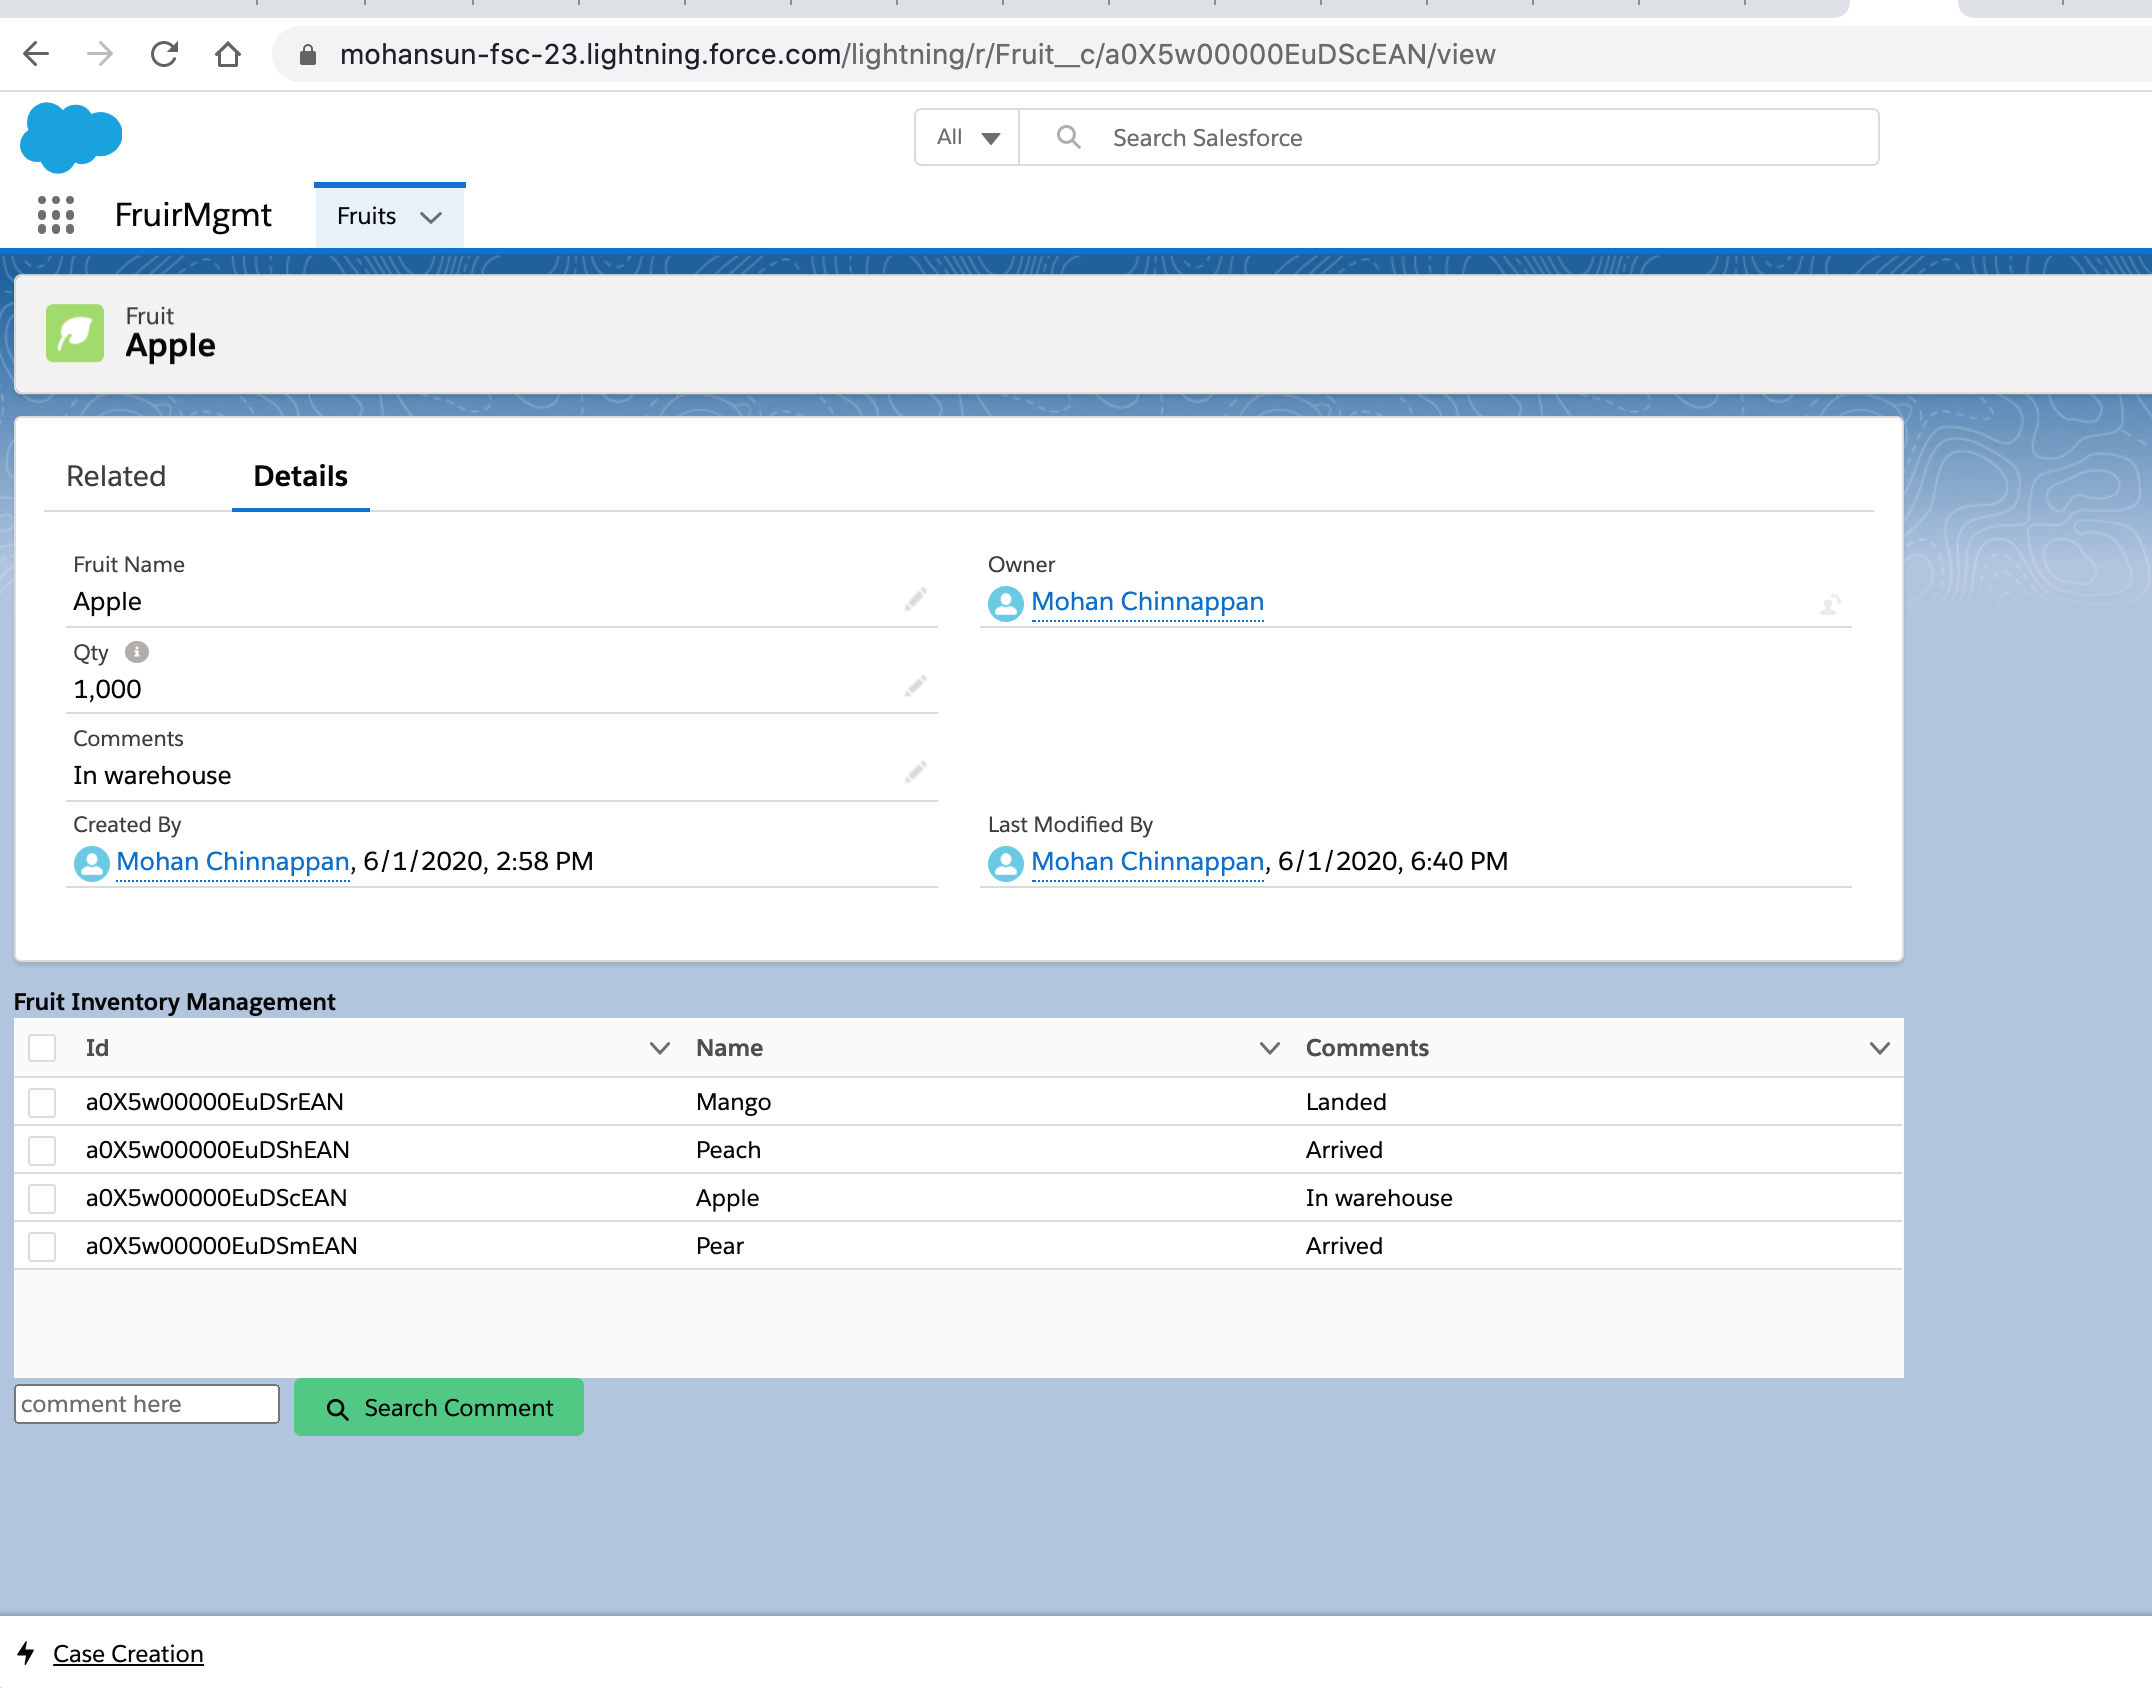 mohansun-fsc-23.lightning.force.com/lightning/r/Fruit__c/a0X5w00000EuDScEAN/view
All Search Salesforce
FruirMgmt Fruits
Fruit
Apple
Related Details
Fruit Name Owner
Apple Mohan Chinnappan
Qty
1,000
Comments
In warehouse
Created By Last Modified By
Mohan Chinnappan, 6/1/2020, 2:58 PM Mohan Chinnappan, 6/1/2020, 6:40 PM
Fruit Inventory Management
Id Name Comments
a0X5w00000EuDSrEAN Mango Landed
a0X5w00000EuDShEAN Peach Arrived
a0X5w00000EuDScEAN Apple In warehouse
a0X5w00000EuDSmEAN Pear Arrived
comment here Search Comment
Case Creation